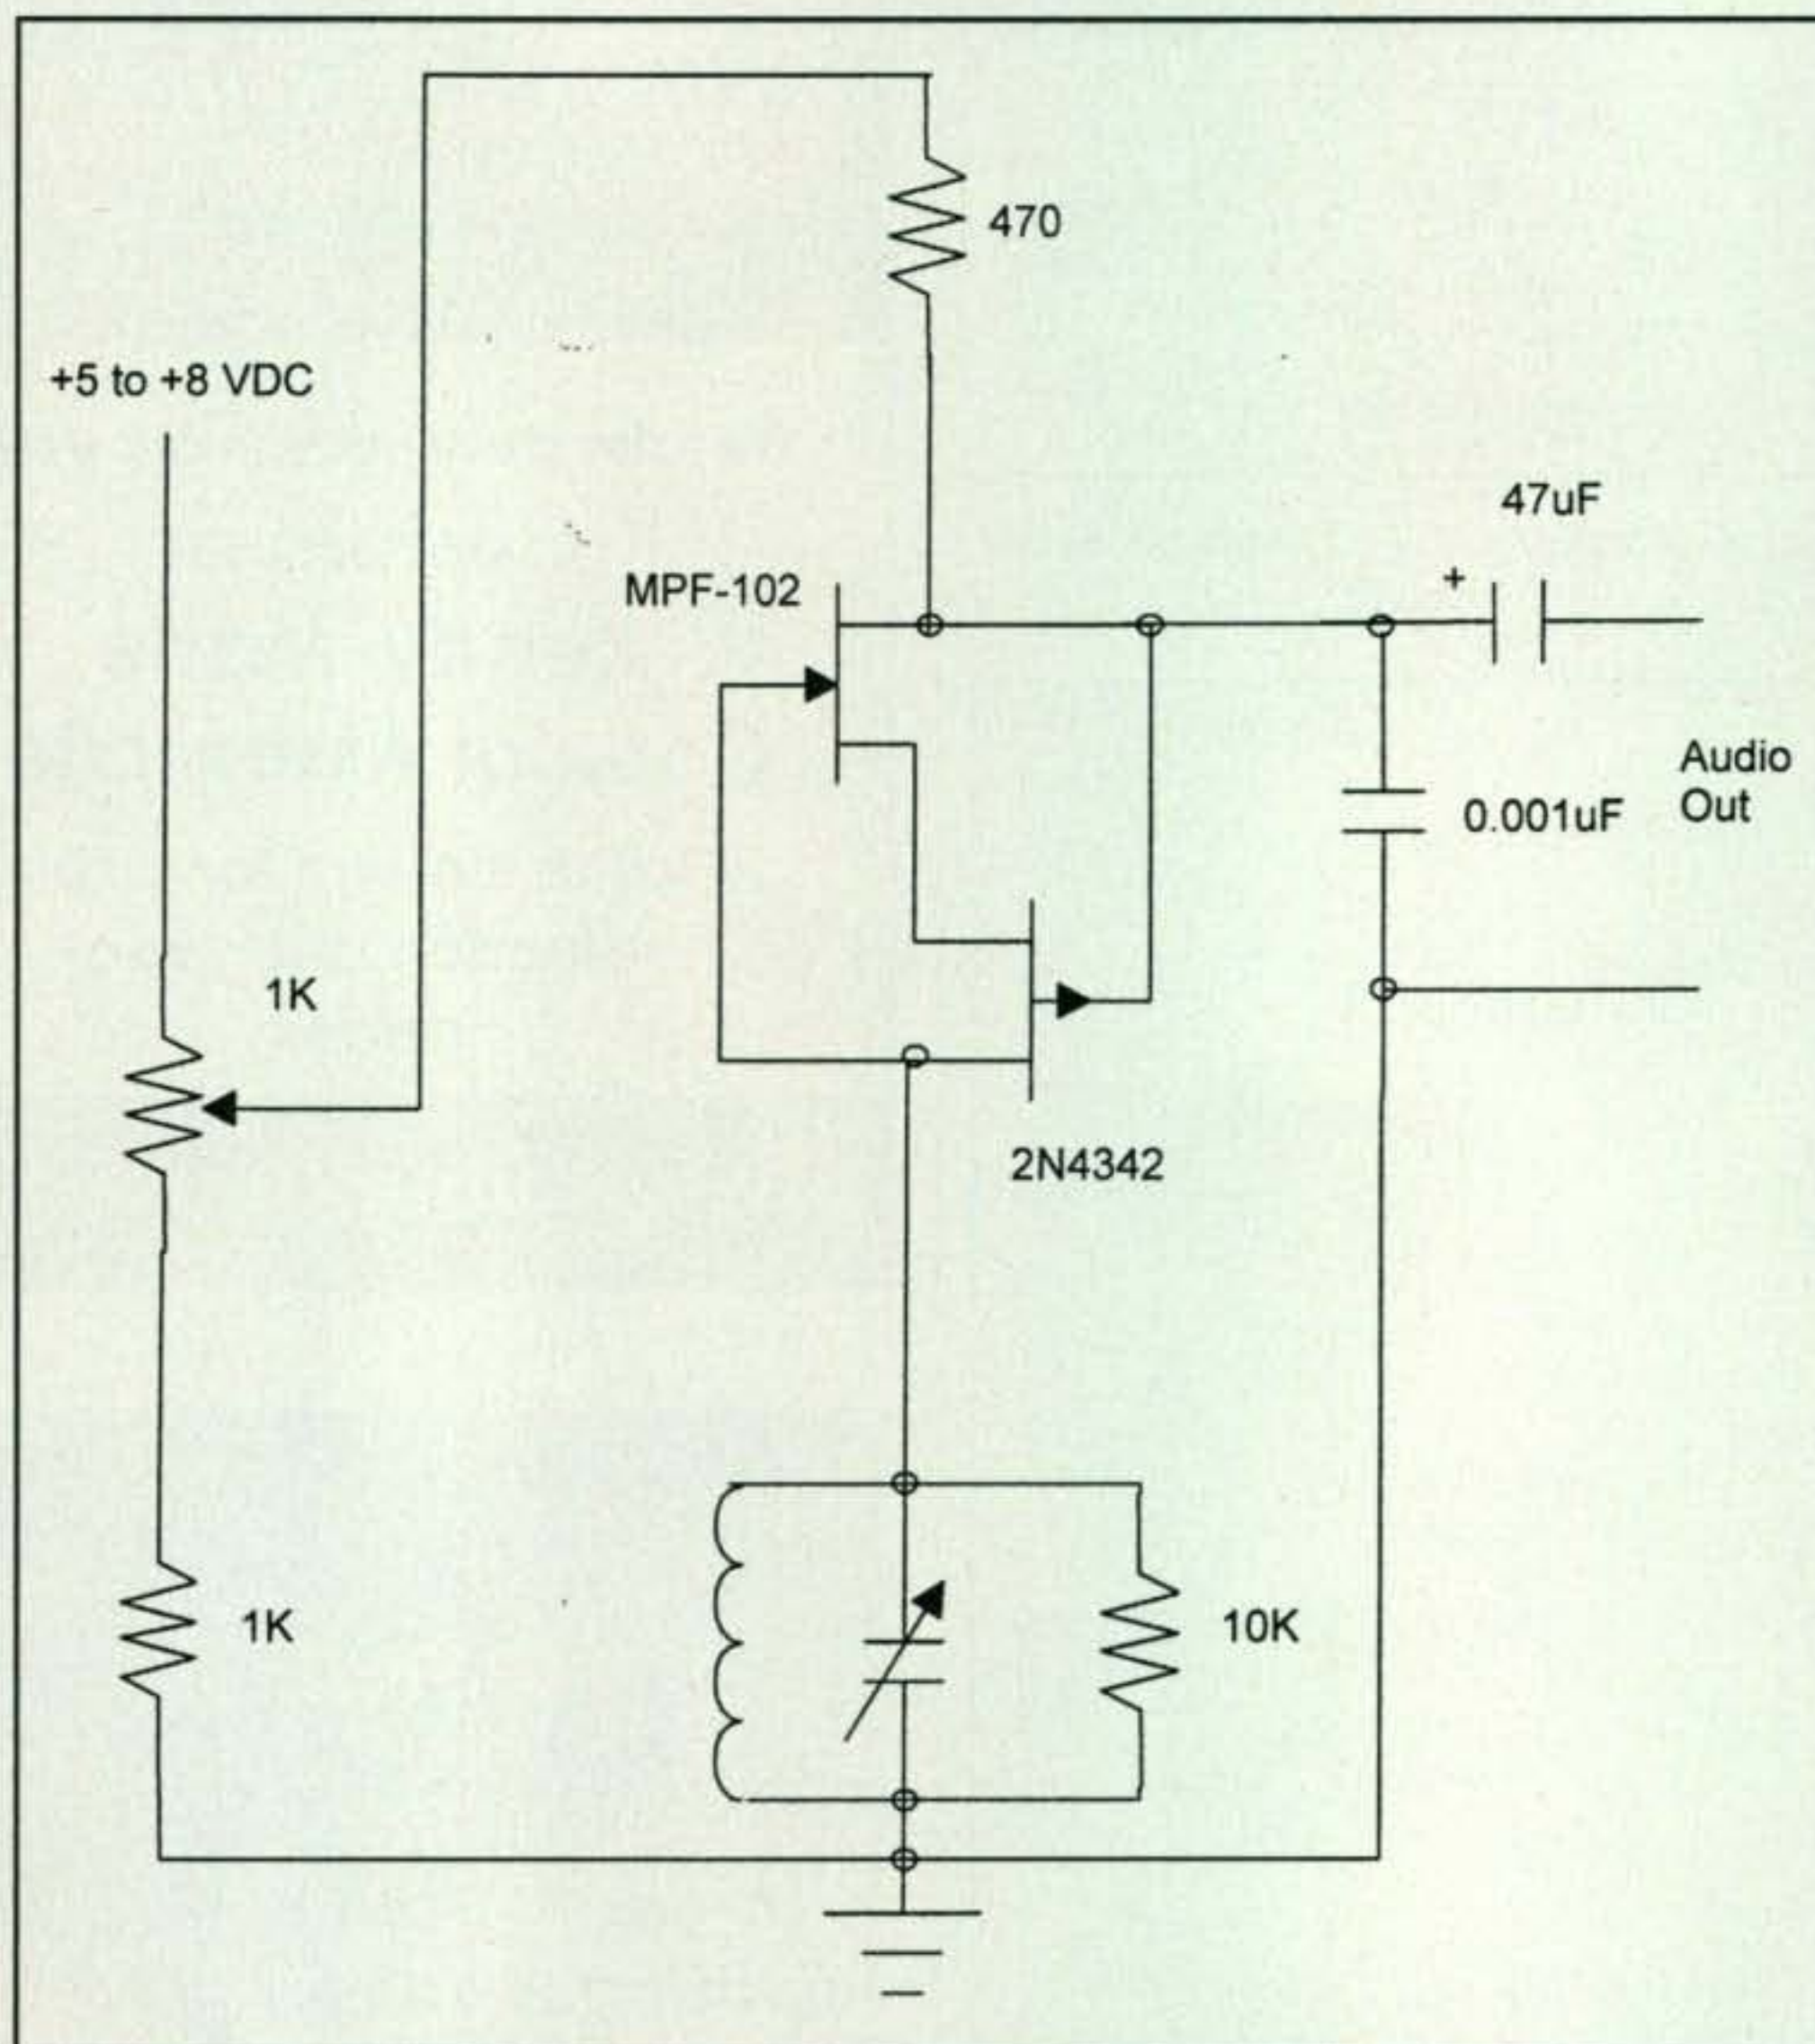 470
+5 to +8 VDC
47uF
+
MPF-102
Audio
Out
0.001uF
1K
2N4342
1K
10K